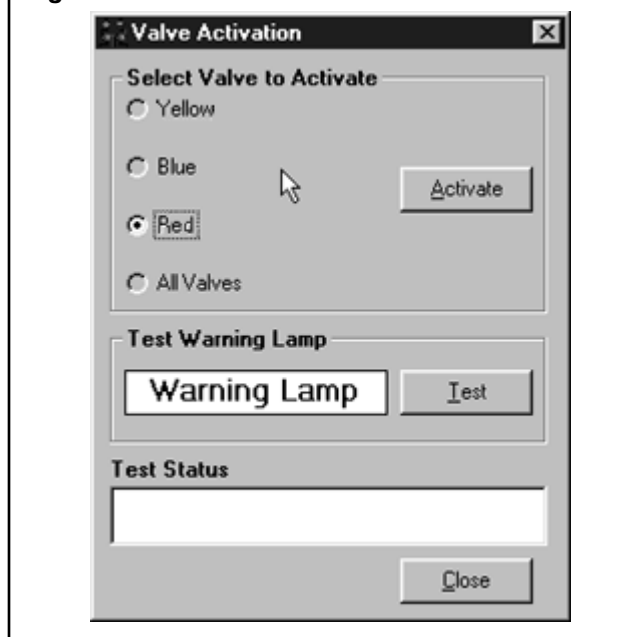 Valve Activation
Select Valve to Activate
Yellow
Blue
Activate
Red
All Valves
Test Warning Lamp
Warning Lamp
Test
Test Status
Close